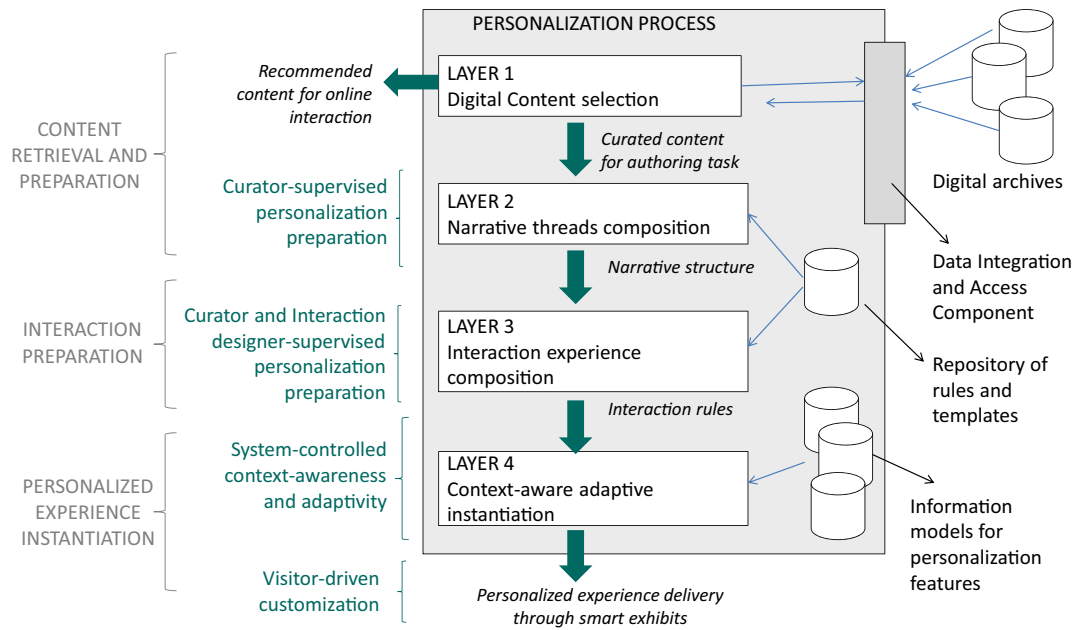 PERSONALIZATION PROCESS
LAYER 1
Digital Content selection
Recommended
content for online
interaction
Curated content
for authoring task
CONTENT
RETRIEVAL AND
PREPARATION
Curator-supervised
personalization
preparation
LAYER 2
Narrative threads composition
Digital archives
Narrative structure
Data Integration
and Access
Component
INTERACTION
PREPARATION
Curator and Interaction
designer-supervised
personalization
preparation
LAYER 3
Interaction experience
composition
Repository of
rules and
templates
Interaction rules
PERSONALIZED
EXPERIENCE
INSTANTIATION
System-controlled
context-awareness
and adaptivity
LAYER 4
Context-aware adaptive
instantiation
Information
models for
personalization
features
Visitor-driven
customization
Personalized experience delivery
through smart exhibits